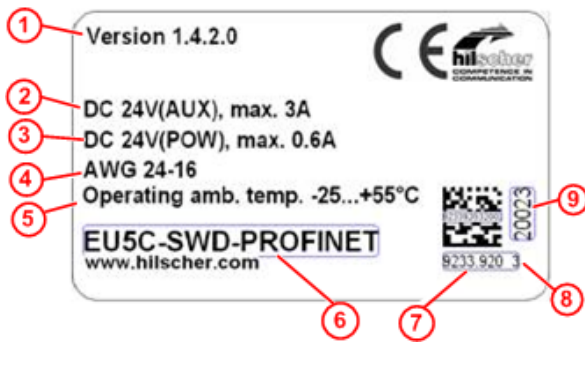 1
Version 1.4.2.0
CE
hilscher
COMPETENCE IN
COMMUNICATION
2
DC 24V(AUX), max. 3A
3
DC 24V(POW), max. 0.6A
4
AWG 24-16
5
Operating amb. temp. -25...+55°C
9
20023
EU5C-SWD-PROFINET
www.hilscher.com
9233.920 3
6
7
8